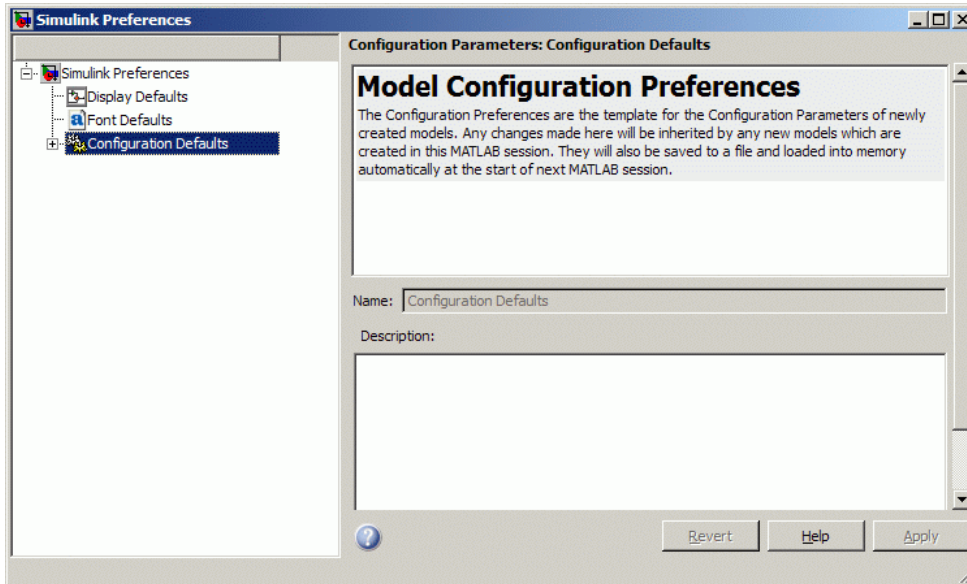 Simulink Preferences
Simulink Preferences
Display Defaults
a Font Defaults
Configuration Defaults
Configuration Parameters: Configuration Defaults
Model Configuration Preferences
The Configuration Preferences are the template for the Configuration Parameters of newly
created models. Any changes made here will be inherited by any new models which are
created in this MATLAB session. They will also be saved to a file and loaded into memory
automatically at the start of next MATLAB session.
Name: Configuration Defaults
Description:
? Revert Help Apply